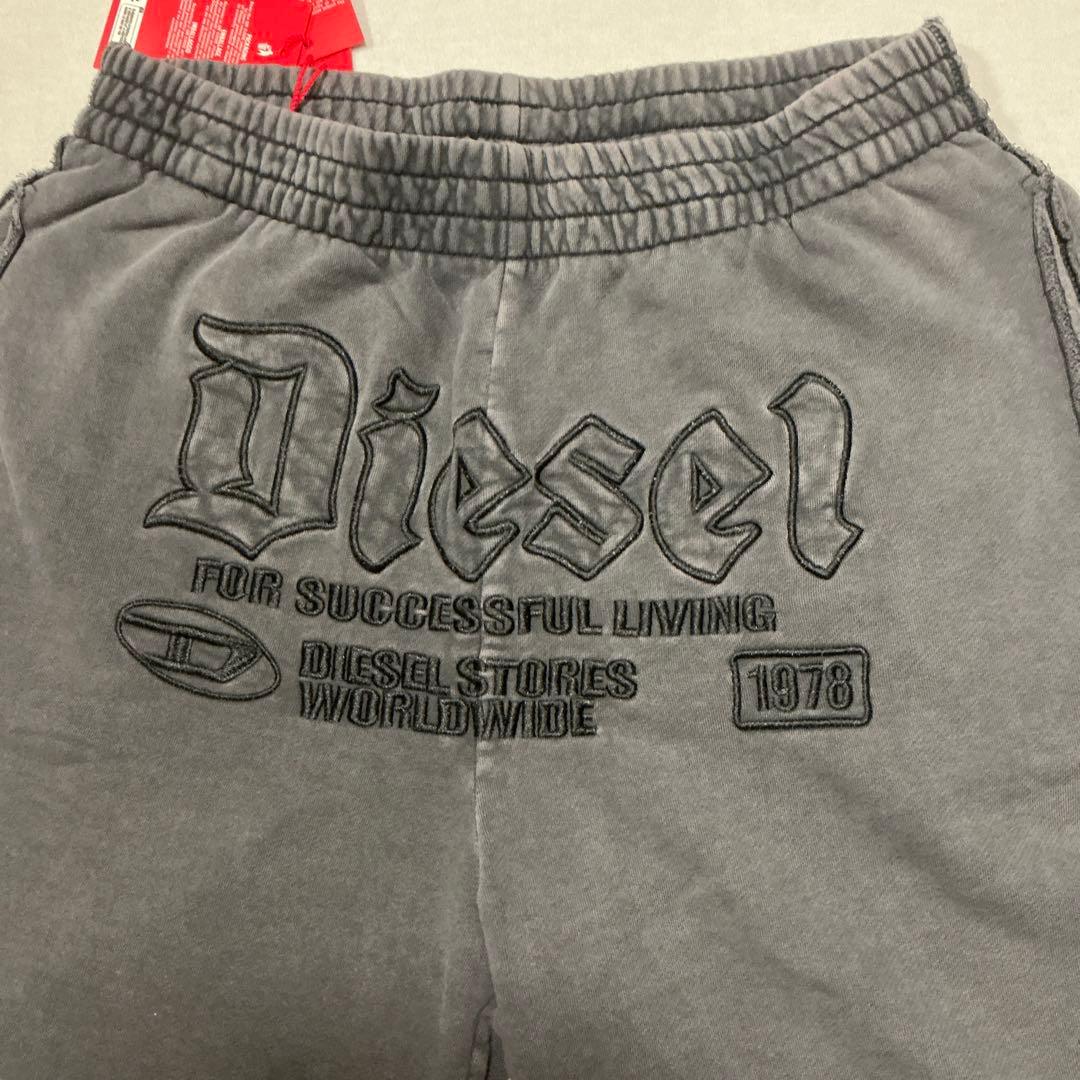 Diesel
FOR SUCCESSFUL LIVING
D
DIESEL STORES
WORLDWIDE
1978